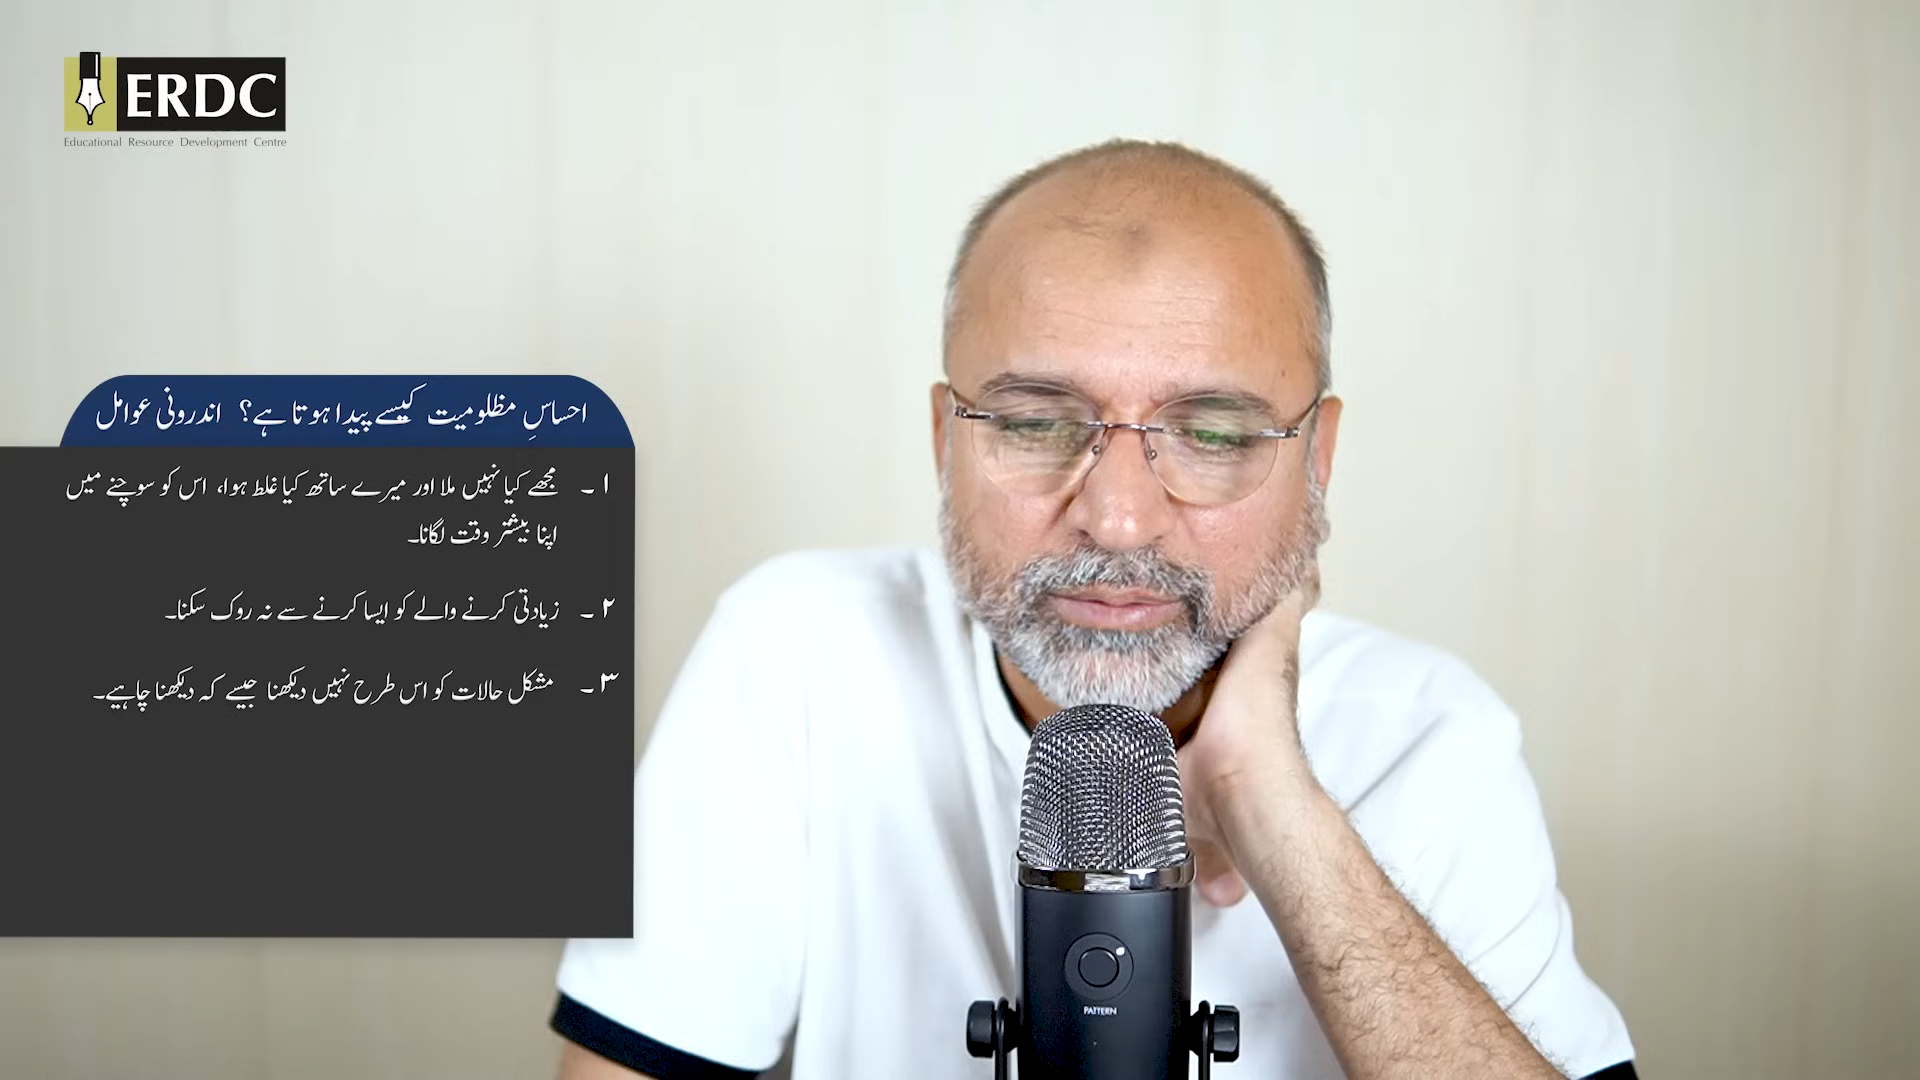 ERDC
Educational Resource Development Centre
احساسِ مظلومیت کیسے پیدا ہوتا ہے؟ اندرونی عوامل
۱۔ مجھے کیا نہیں ملا اور میرے ساتھ کیا غلط ہوا، اس کو سوچنے میں
اپنا بیشتر وقت لگانا۔
۲۔ زیادتی کرنے والے کو ایسا کرنے سے نہ روک سکنا۔
۳۔ مشکل حالات کو اس طرح نہیں دیکھنا جیسے کہ دیکھنا چاہیے۔
PATTERN